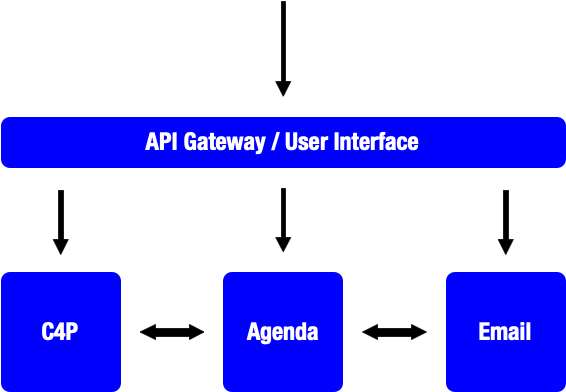 API Gateway / User Interface
C4P
Agenda
Email